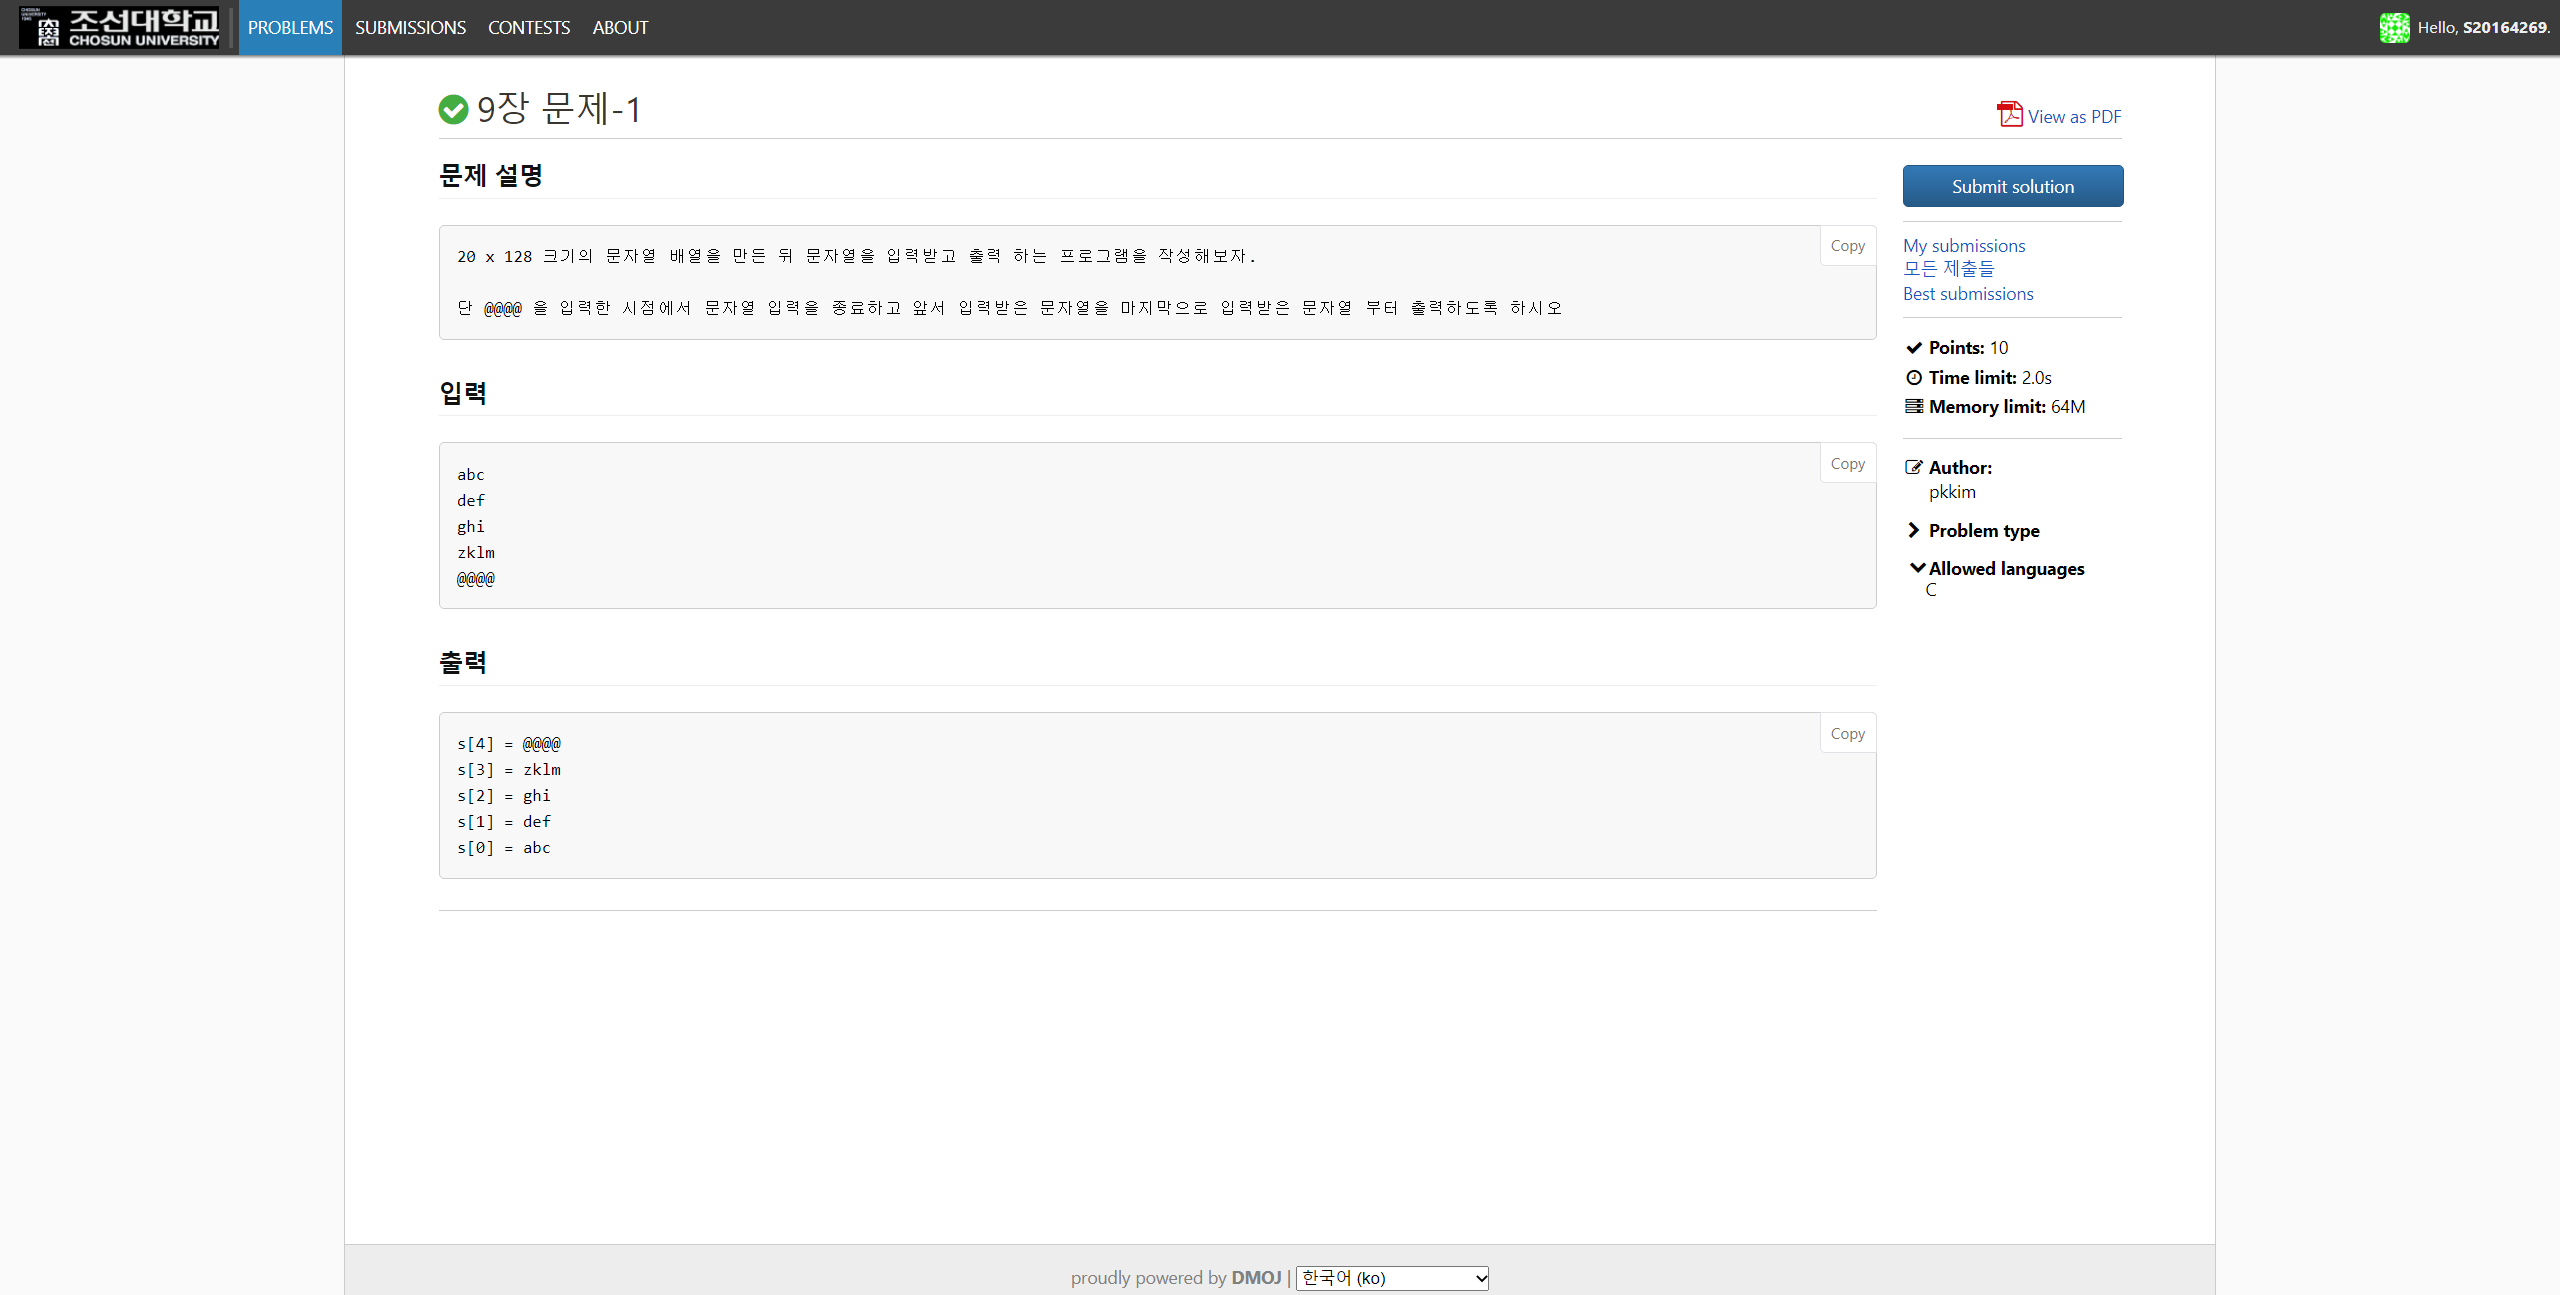 조선대학교
CHOSUN UNIVERSITY
PROBLEMS SUBMISSIONS CONTESTS ABOUT
Hello, S20164269.
9장 문제-1
View as PDF
문제 설명
Copy
20 x 128 크기의 문자열 배열을 만든 뒤 문자열을 입력받고 출력 하는 프로그램을 작성해보자.
단 @@@@ 을 입력한 시점에서 문자열 입력을 종료하고 앞서 입력받은 문자열을 마지막으로 입력받은 문자열 부터 출력하도록 하시오
입력
Copy
abc
def
ghi
zklm
@@@@
출력
Copy
s[4] = @@@@
s[3] = zklm
s[2] = ghi
s[1] = def
s[0] = abc
Submit solution
My submissions
모든 제출들
Best submissions
Points: 10
Time limit: 2.0s
Memory limit: 64M
Author:
pkkim
Problem type
Allowed languages
C
proudly powered by DMOJ | 한국어 (ko)